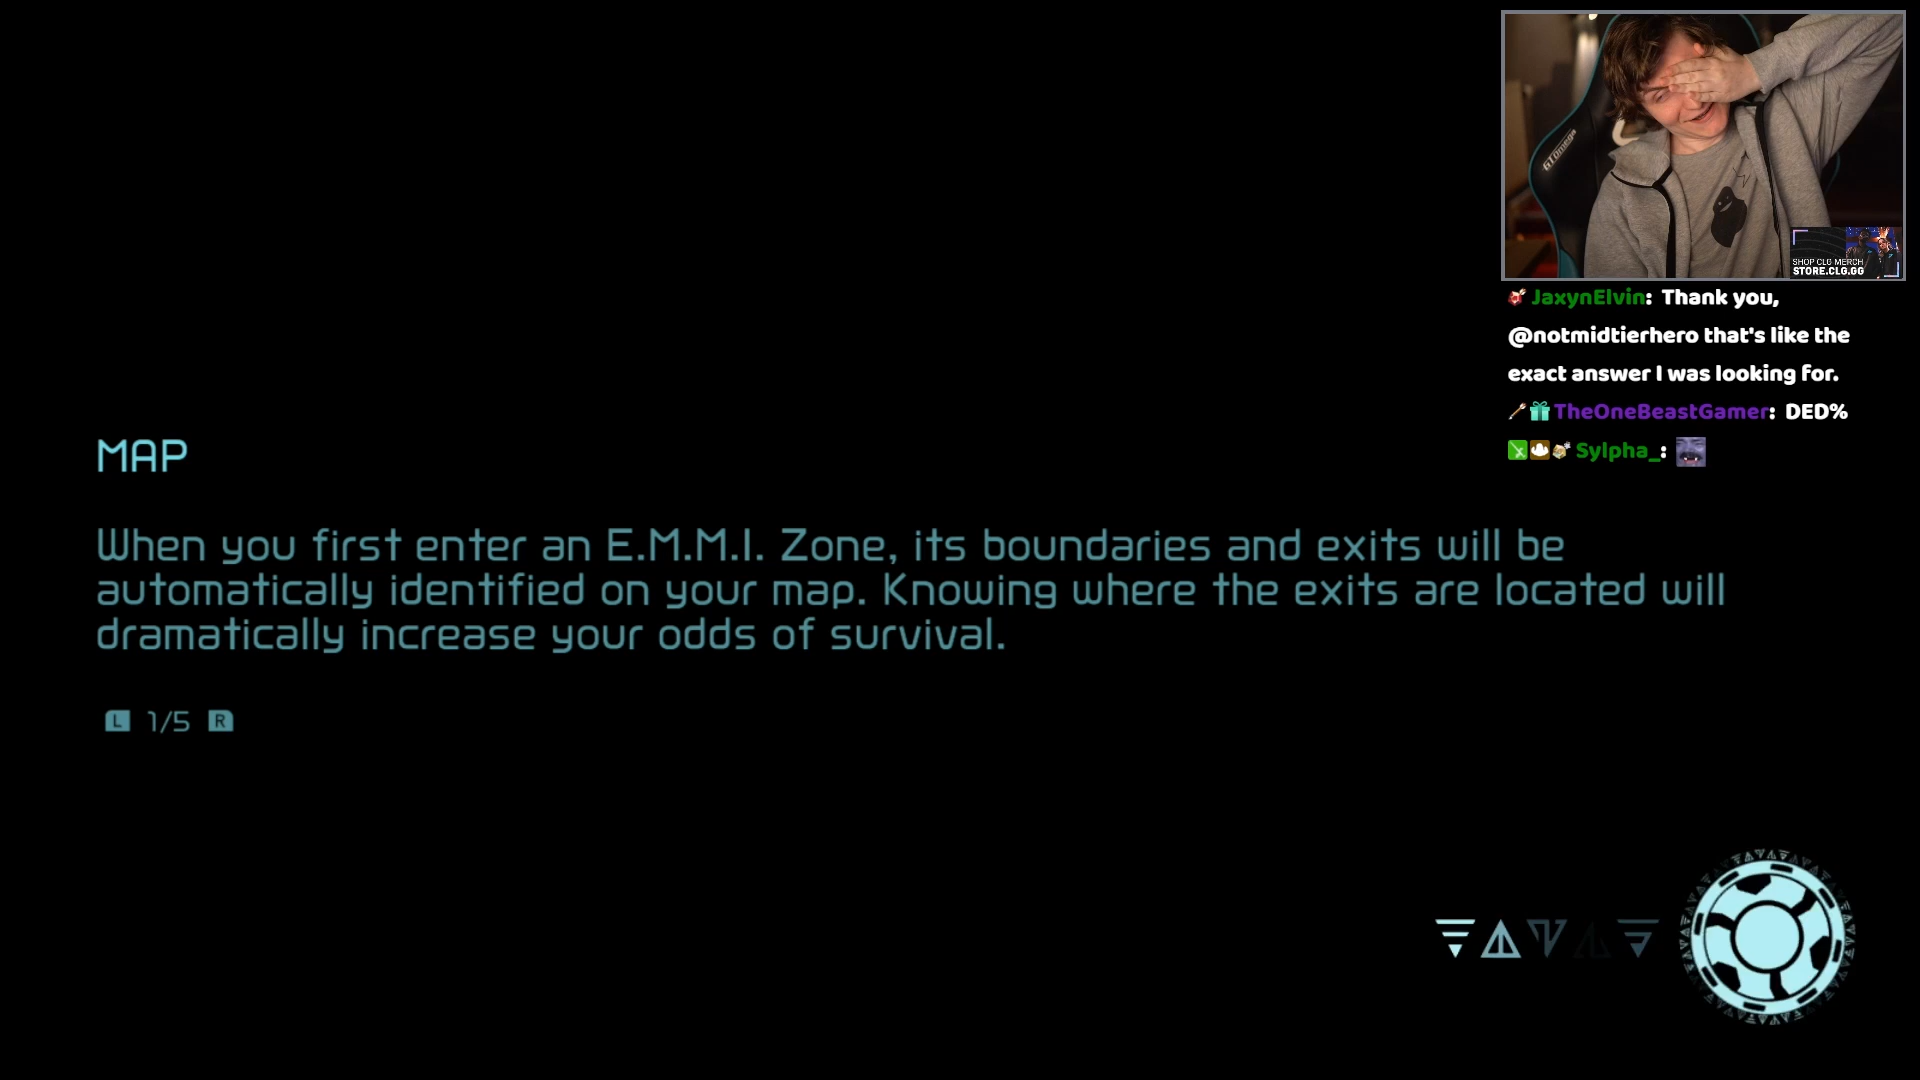 GTOmega
SHOP CLG MERCH
STORE.CLG.GG
JaxynElvin: Thank you,
@notmidtierhero that's like the
exact answer I was looking for.
TheOneBeastGamer: DED%
Sylpha_:
MAP
When you first enter an E.M.M.I. Zone, its boundaries and exits will be
automatically identified on your map. Knowing where the exits are located will
dramatically increase your odds of survival.
L 1/5 R